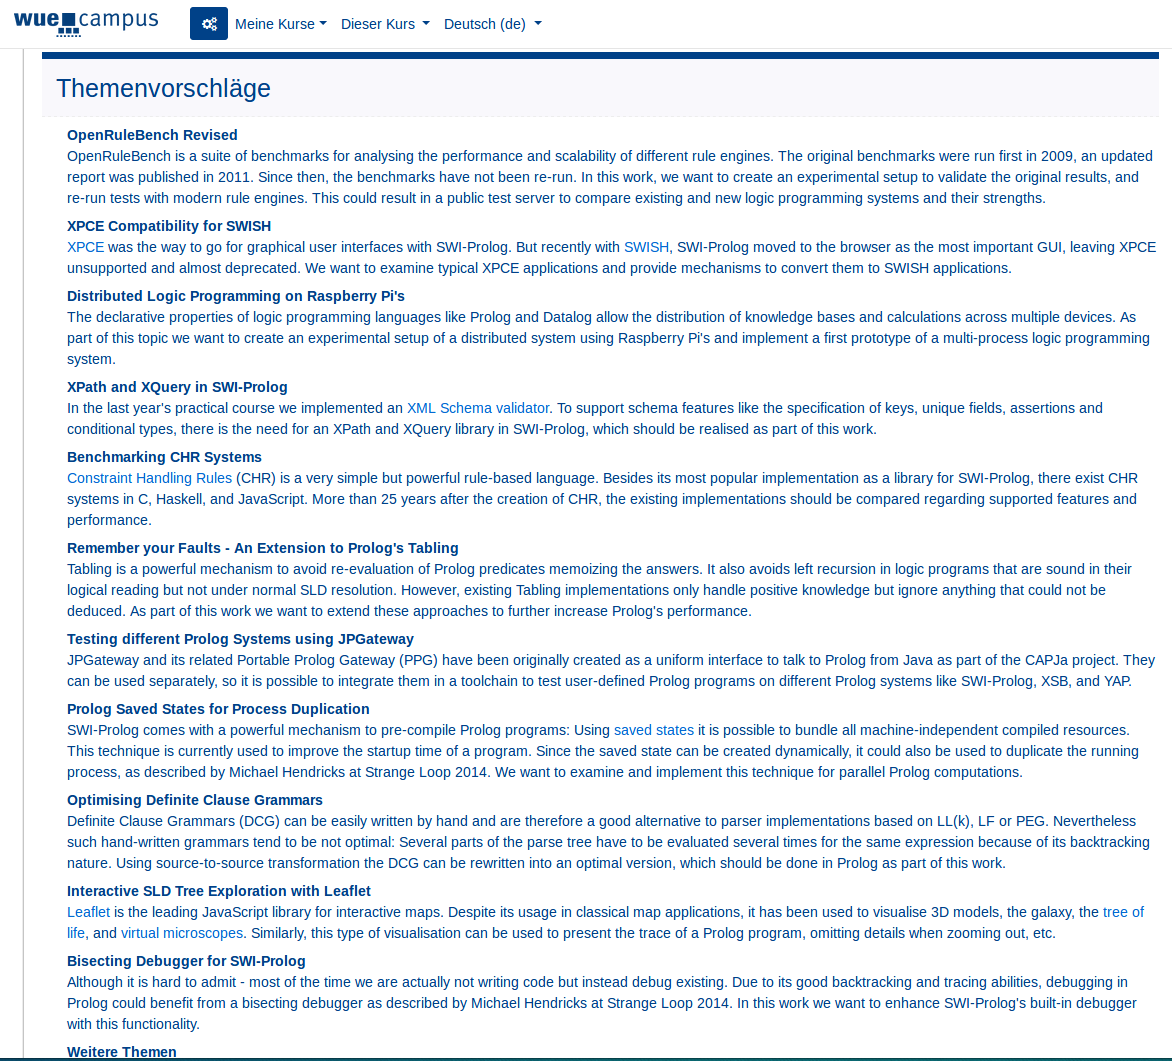 wuecampus
Meine Kurse Dieser Kurs Deutsch (de)
Themenvorschläge
OpenRuleBench Revised
OpenRuleBench is a suite of benchmarks for analysing the performance and scalability of different rule engines. The original benchmarks were run first in 2009, an updated
report was published in 2011. Since then, the benchmarks have not been re-run. In this work, we want to create an experimental setup to validate the original results, and
re-run tests with modern rule engines. This could result in a public test server to compare existing and new logic programming systems and their strengths.
XPCE Compatibility for SWISH
XPCE was the way to go for graphical user interfaces with SWI-Prolog. But recently with SWISH, SWI-Prolog moved to the browser as the most important GUI, leaving XPCE
unsupported and almost deprecated. We want to examine typical XPCE applications and provide mechanisms to convert them to SWISH applications.
Distributed Logic Programming on Raspberry Pi's
The declarative properties of logic programming languages like Prolog and Datalog allow the distribution of knowledge bases and calculations across multiple devices. As
part of this topic we want to create an experimental setup of a distributed system using Raspberry Pi's and implement a first prototype of a multi-process logic programming
system.
XPath and XQuery in SWI-Prolog
In the last year's practical course we implemented an XML Schema validator. To support schema features like the specification of keys, unique fields, assertions and
conditional types, there is the need for an XPath and XQuery library in SWI-Prolog, which should be realised as part of this work.
Benchmarking CHR Systems
Constraint Handling Rules (CHR) is a very simple but powerful rule-based language. Besides its most popular implementation as a library for SWI-Prolog, there exist CHR
systems in C, Haskell, and JavaScript. More than 25 years after the creation of CHR, the existing implementations should be compared regarding supported features and
performance.
Remember your Faults - An Extension to Prolog's Tabling
Tabling is a powerful mechanism to avoid re-evaluation of Prolog predicates memoizing the answers. It also avoids left recursion in logic programs that are sound in their
logical reading but not under normal SLD resolution. However, existing Tabling implementations only handle positive knowledge but ignore anything that could not be
deduced. As part of this work we want to extend these approaches to further increase Prolog's performance.
Testing different Prolog Systems using JPGateway
JPGateway and its related Portable Prolog Gateway (PPG) have been originally created as a uniform interface to talk to Prolog from Java as part of the CAPJa project. They
can be used separately, so it is possible to integrate them in a toolchain to test user-defined Prolog programs on different Prolog systems like SWI-Prolog, XSB, and YAP.
Prolog Saved States for Process Duplication
SWI-Prolog comes with a powerful mechanism to pre-compile Prolog programs: Using saved states it is possible to bundle all machine-independent compiled resources.
This technique is currently used to improve the startup time of a program. Since the saved state can be created dynamically, it could also be used to duplicate the running
process, as described by Michael Hendricks at Strange Loop 2014. We want to examine and implement this technique for parallel Prolog computations.
Optimising Definite Clause Grammars
Definite Clause Grammars (DCG) can be easily written by hand and are therefore a good alternative to parser implementations based on LL(k), LF or PEG. Nevertheless
such hand-written grammars tend to be not optimal: Several parts of the parse tree have to be evaluated several times for the same expression because of its backtracking
nature. Using source-to-source transformation the DCG can be rewritten into an optimal version, which should be done in Prolog as part of this work.
Interactive SLD Tree Exploration with Leaflet
Leaflet is the leading JavaScript library for interactive maps. Despite its usage in classical map applications, it has been used to visualise 3D models, the galaxy, the tree of
life, and virtual microscopes. Similarly, this type of visualisation can be used to present the trace of a Prolog program, omitting details when zooming out, etc.
Bisecting Debugger for SWI-Prolog
Although it is hard to admit - most of the time we are actually not writing code but instead debug existing. Due to its good backtracking and tracing abilities, debugging in
Prolog could benefit from a bisecting debugger as described by Michael Hendricks at Strange Loop 2014. In this work we want to enhance SWI-Prolog's built-in debugger
with this functionality.
Weitere Themen